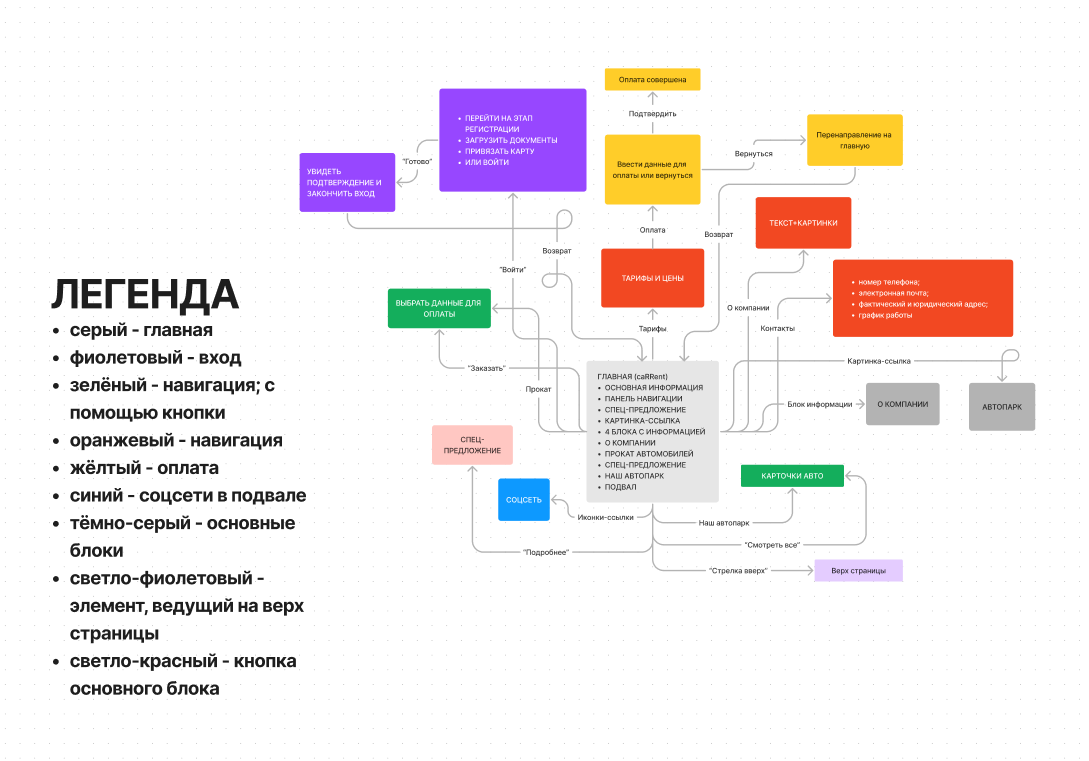 ЛЕГЕНДА
• серый - главная
• фиолетовый - вход
• зелёный - навигация; с
помощью кнопки
• оранжевый - навигация
• жёлтый - оплата
• синий - соцсети в подвале
• тёмно-серый - основные
блоки
• светло-фиолетовый -
элемент, ведущий на верх
страницы
• светло-красный - кнопка
основного блока
Оплата совершена
Подтвердить
• ПЕРЕЙТИ НА ЭТАП
РЕГИСТРАЦИИ
• ЗАГРУЗИТЬ ДОКУМЕНТЫ
• ПРИВЯЗАТЬ КАРТУ
• ИЛИ ВОЙТИ
"Готово"
УВИДЕТЬ
ПОДТВЕРЖДЕНИЕ И
ЗАКОНЧИТЬ ВХОД
Ввести данные для
оплаты или вернуться
Вернуться
Перенаправление на
главную
Оплата
Возврат
Возврат
"Войти"
ТЕКСТ+КАРТИНКИ
ТАРИФЫ И ЦЕНЫ
• номер телефона;
• электронная почта;
• фактический и юридический адрес;
• график работы
ВЫБРАТЬ ДАННЫЕ ДЛЯ
ОПЛАТЫ
О компании
Контакты
Тарифы
"Заказать"
Прокат
Картинка-ссылка
ГЛАВНАЯ (caRRent)
• ОСНОВНАЯ ИНФОРМАЦИЯ
• ПАНЕЛЬ НАВИГАЦИИ
• СПЕЦ-ПРЕДЛОЖЕНИЕ
• КАРТИНКА-ССЫЛКА
• 4 БЛОКА С ИНФОРМАЦИЕЙ
• О КОМПАНИИ
• ПРОКАТ АВТОМОБИЛЕЙ
• СПЕЦ-ПРЕДЛОЖЕНИЕ
• НАШ АВТОПАРК
• ПОДВАЛ
Блок информации
О КОМПАНИИ
АВТОПАРК
СПЕЦ-
ПРЕДЛОЖЕНИЕ
КАРТОЧКИ АВТО
СОЦСЕТЬ
Иконки-ссылки
Наш автопарк
"Смотреть все"
"Подробнее"
"Стрелка вверх"
Верх страницы